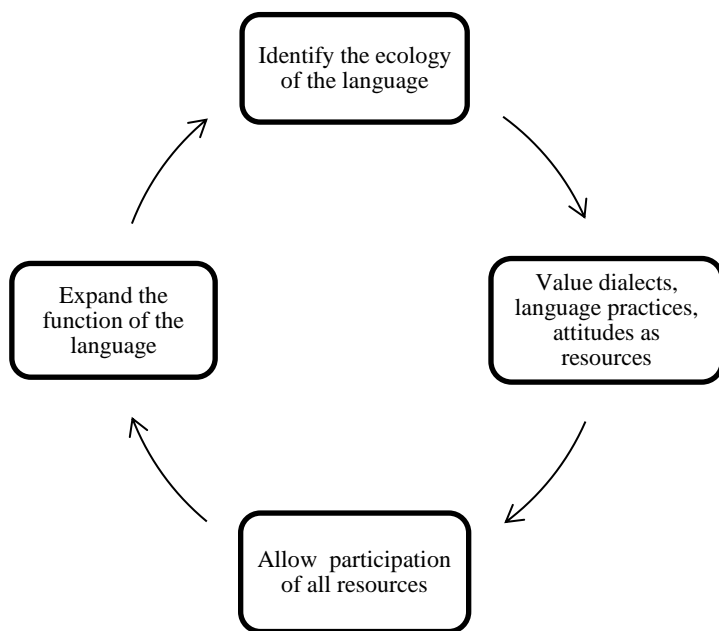 Identify the ecology
of the language
Value dialects,
language practices,
attitudes as
resources
Allow participation
of all resources
Expand the
function of the
language